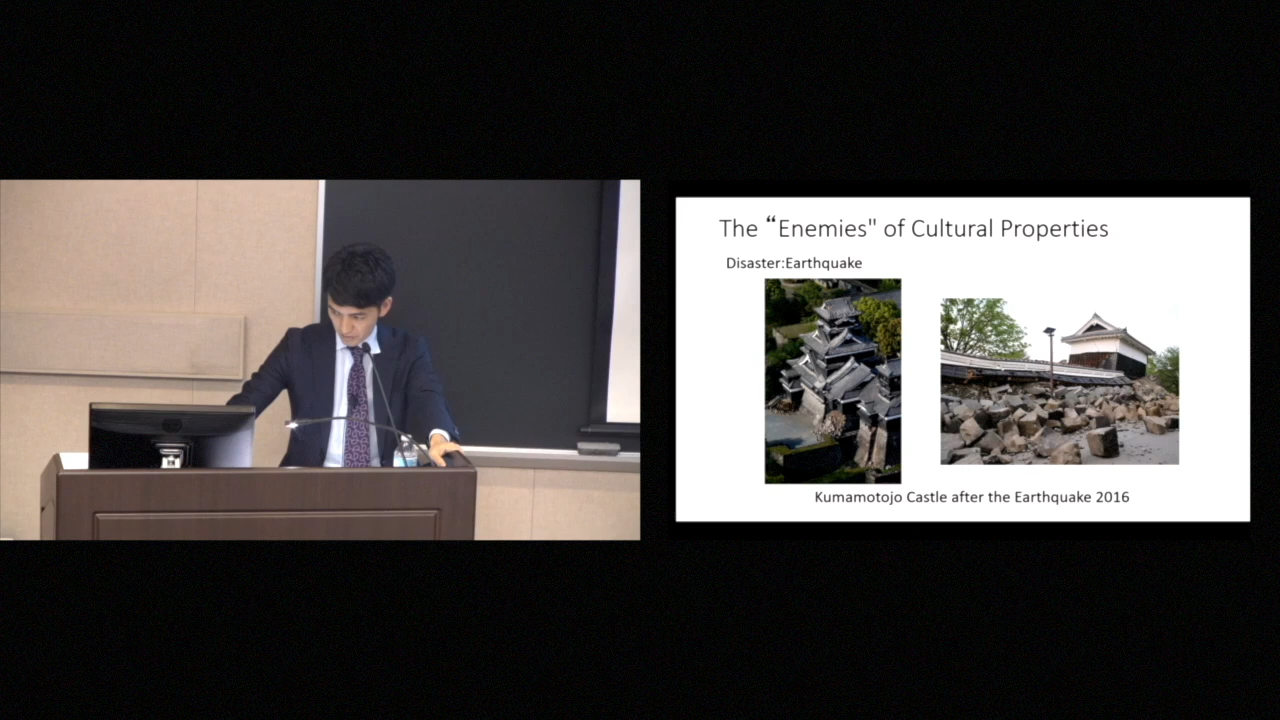 The “Enemies" of Cultural Properties
Disaster:Earthquake
Kumamotojo Castle after the Earthquake 2016